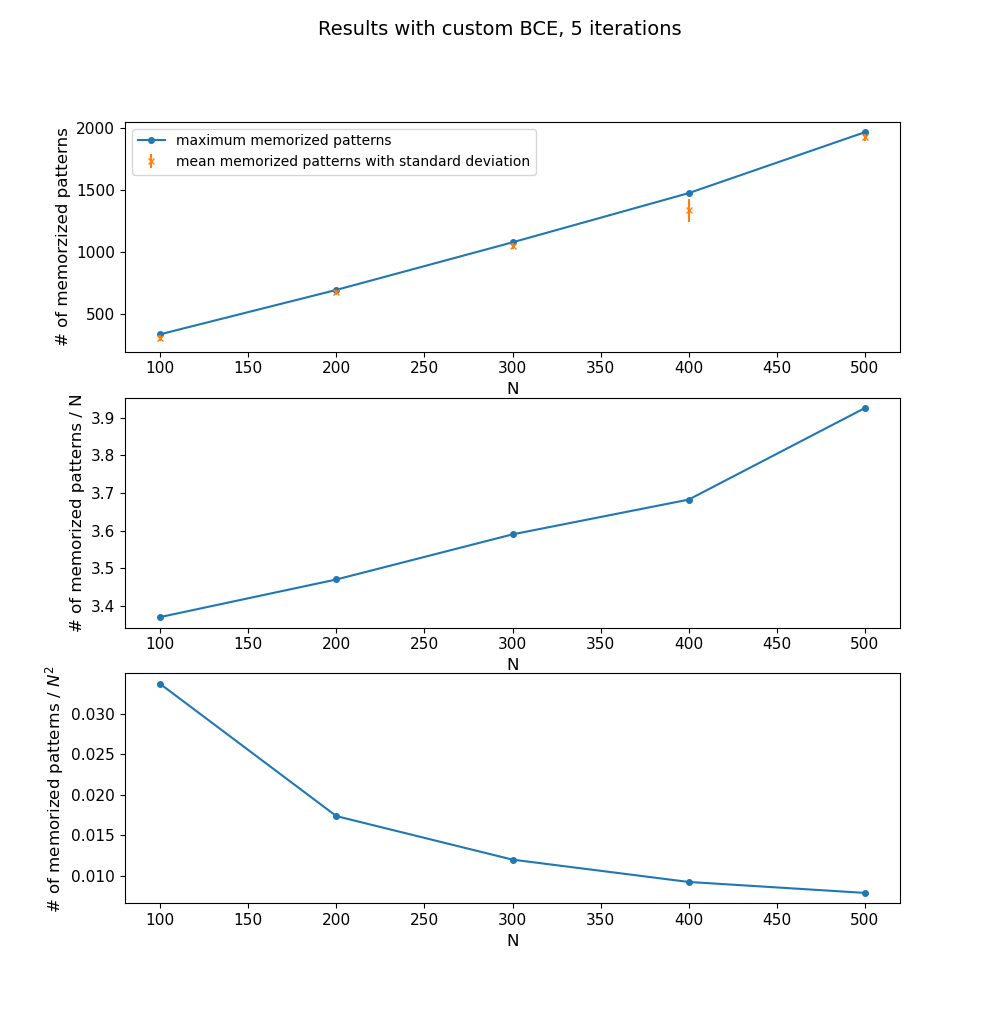 Results with custom BCE, 5 iterations
# of memorzized patterns
2000
1500
1000
500
maximum memorized patterns
mean memorized patterns with standard deviation
100 150 200 250 300 350 400 450 500
N
# of memorized patterns / N
3.9
3.8
3.7
3.6
3.5
3.4
100 150 200 250 300 350 400 450 500
N
# of memorized patterns / N²
0.030
0.025
0.020
0.015
0.010
100 150 200 250 300 350 400 450 500
N